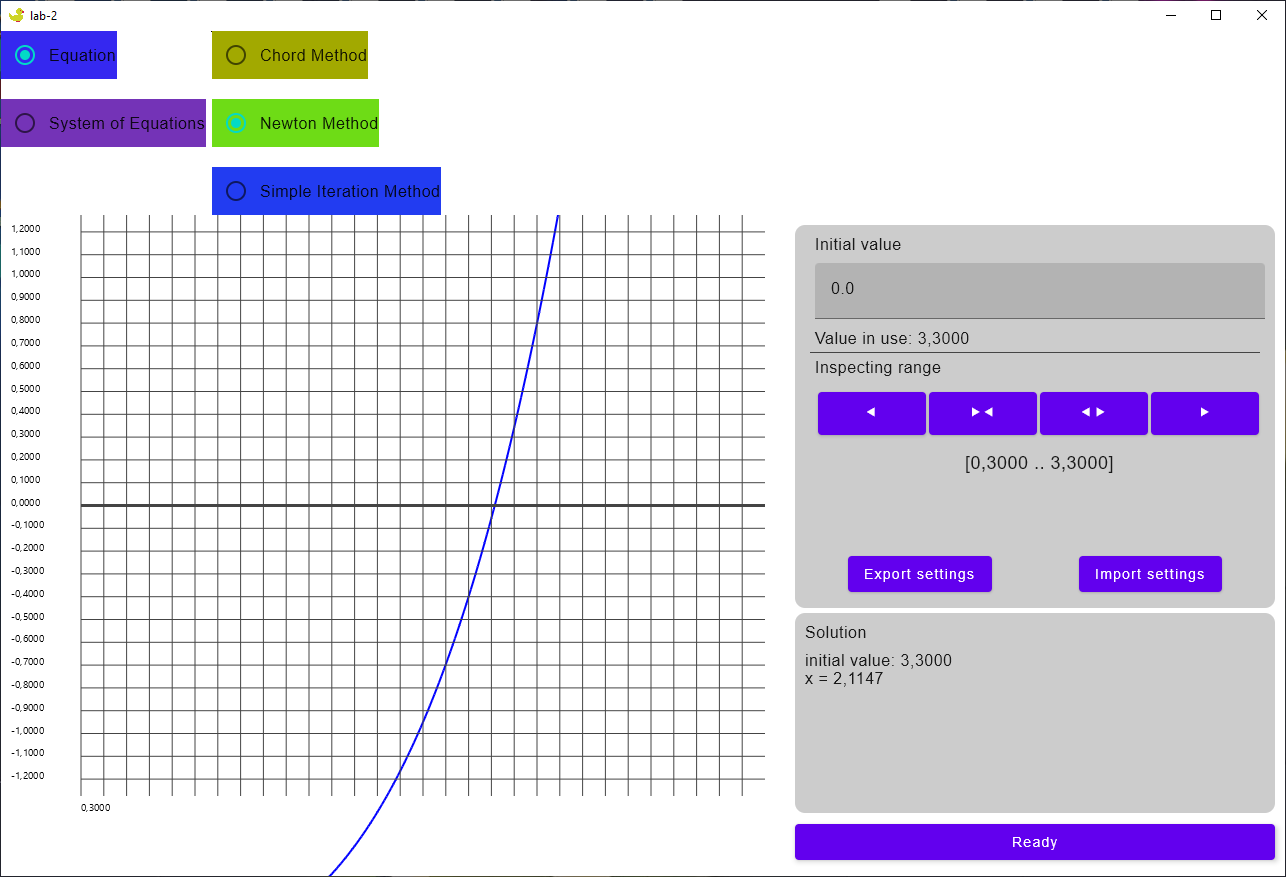 lab-2
Equation
Chord Method
System of Equations
Newton Method
Simple Iteration Method
1,2000
1,1000
1,0000
0,9000
0,8000
0,7000
0,6000
0,5000
0,4000
0,3000
0,2000
0,1000
0,0000
-0,1000
-0,2000
-0,3000
-0,4000
-0,5000
-0,6000
-0,7000
-0,8000
-0,9000
-1,0000
-1,1000
-1,2000
0,3000
Initial value
0.0
Value in use: 3,3000
Inspecting range
[0,3000 .. 3,3000]
Export settings
Import settings
Solution
initial value: 3,3000
x = 2,1147
Ready